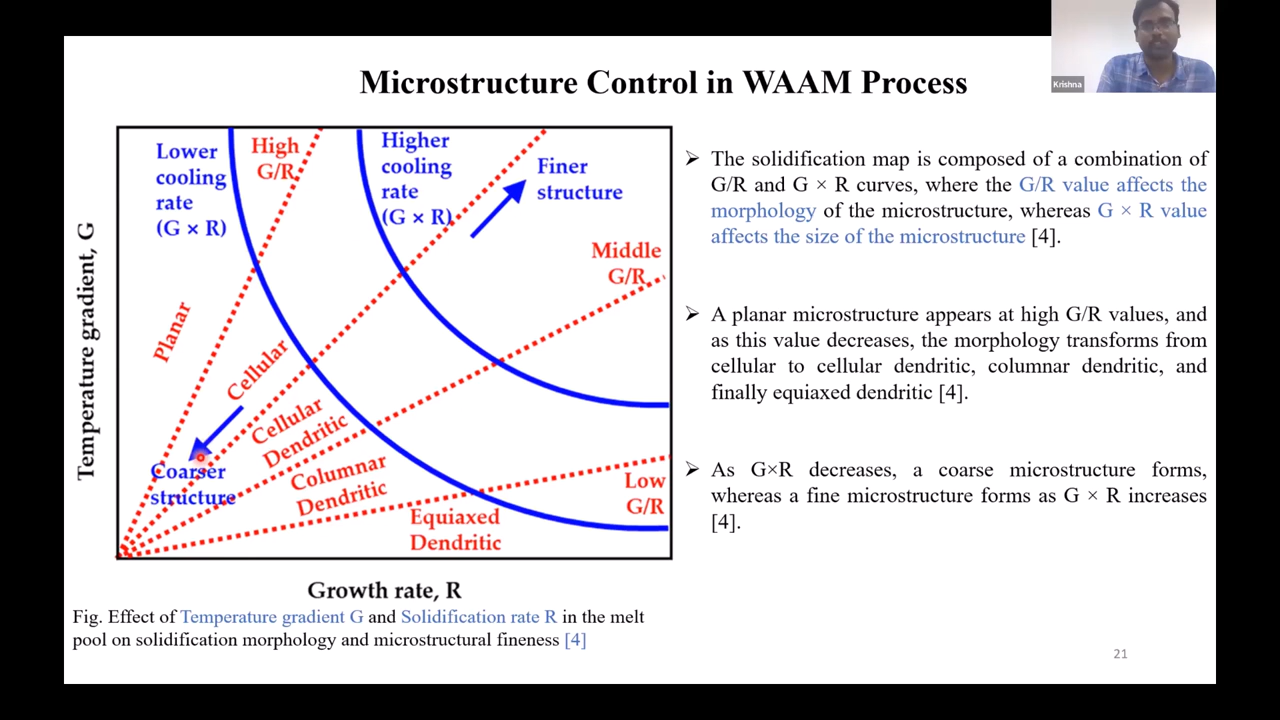 Krishna
Microstructure Control in WAAM Process
Lower
cooling
rate
(G × R)
High
G/R
Higher
cooling
rate
(G × R)
Finer
structure
Middle
G/R
Planar
Cellular
Cellular
Dendritic
Columnar
Dendritic
Equiaxed
Dendritic
Low
G/R
Coarser
structure
Temperature gradient, G
Growth rate, R
Fig. Effect of Temperature gradient G and Solidification rate R in the melt
pool on solidification morphology and microstructural fineness [4]
➢ The solidification map is composed of a combination of
G/R and G × R curves, where the G/R value affects the
morphology of the microstructure, whereas G × R value
affects the size of the microstructure [4].
➢ A planar microstructure appears at high G/R values, and
as this value decreases, the morphology transforms from
cellular to cellular dendritic, columnar dendritic, and
finally equiaxed dendritic [4].
➢ As G×R decreases, a coarse microstructure forms,
whereas a fine microstructure forms as G × R increases
[4].
21